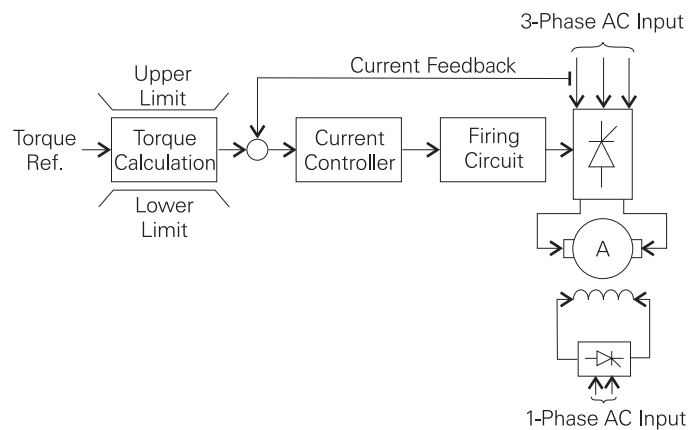 3-Phase AC Input
Current Feedback
Upper
Limit
Torque
Ref.
Torque
Calculation
Current
Controller
Firing
Circuit
Lower
Limit
A
1-Phase AC Input